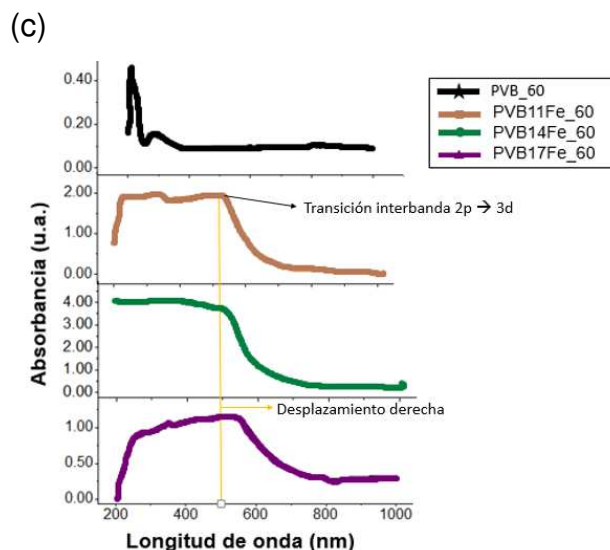 (c)
0.40
0.20
0.00
PVB_60
PVB11Fe_60
PVB14Fe_60
PVB17Fe_60
2.00
1.00
0.00
Transición interbanda 2p → 3d
4.00
3.00
2.00
1.00
0.00
Desplazamiento derecha
1.00
0.50
0.00
200 400 600 800 1000
Longitud de onda (nm)
Absorbancia (u.a.)